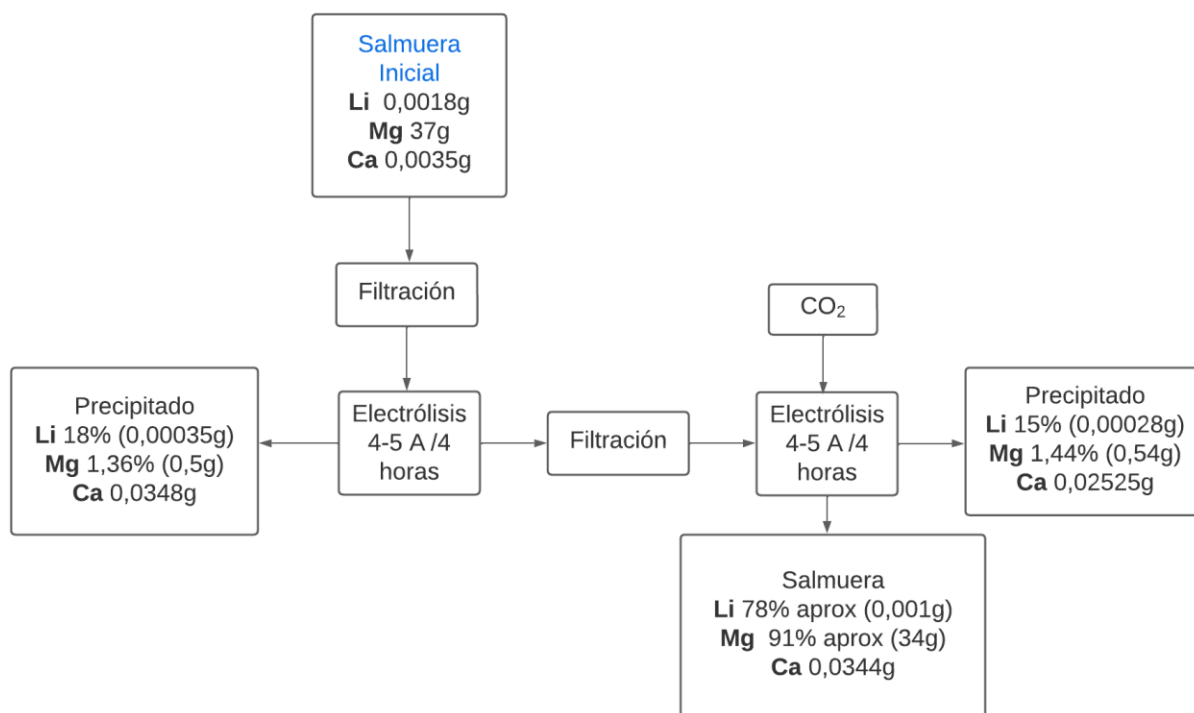 Salmuera
Inicial
Li 0,0018g
Mg 37g
Ca 0,0035g
Filtración
CO₂
Precipitado
Li 18% (0,00035g)
Mg 1,36% (0,5g)
Ca 0,0348g
Electrólisis
4-5 A /4
horas
Filtración
Electrólisis
4-5 A /4
horas
Precipitado
Li 15% (0,00028g)
Mg 1,44% (0,54g)
Ca 0,02525g
Salmuera
Li 78% aprox (0,001g)
Mg 91% aprox (34g)
Ca 0,0344g